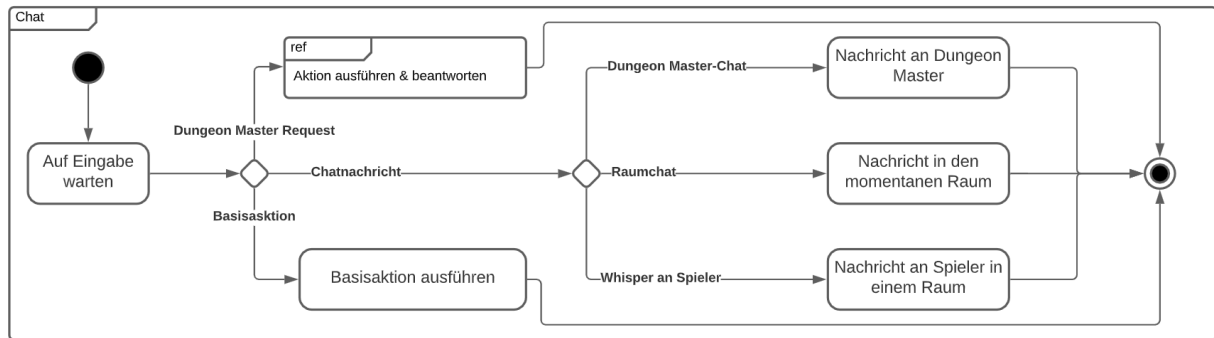 Chat
ref
Aktion ausführen & beantworten
Dungeon Master-Chat
Nachricht an Dungeon
Master
Dungeon Master Request
Auf Eingabe
warten
Chatnachricht
Raumchat
Nachricht in den
momentanen Raum
Basisasktion
Basisaktion ausführen
Whisper an Spieler
Nachricht an Spieler in
einem Raum